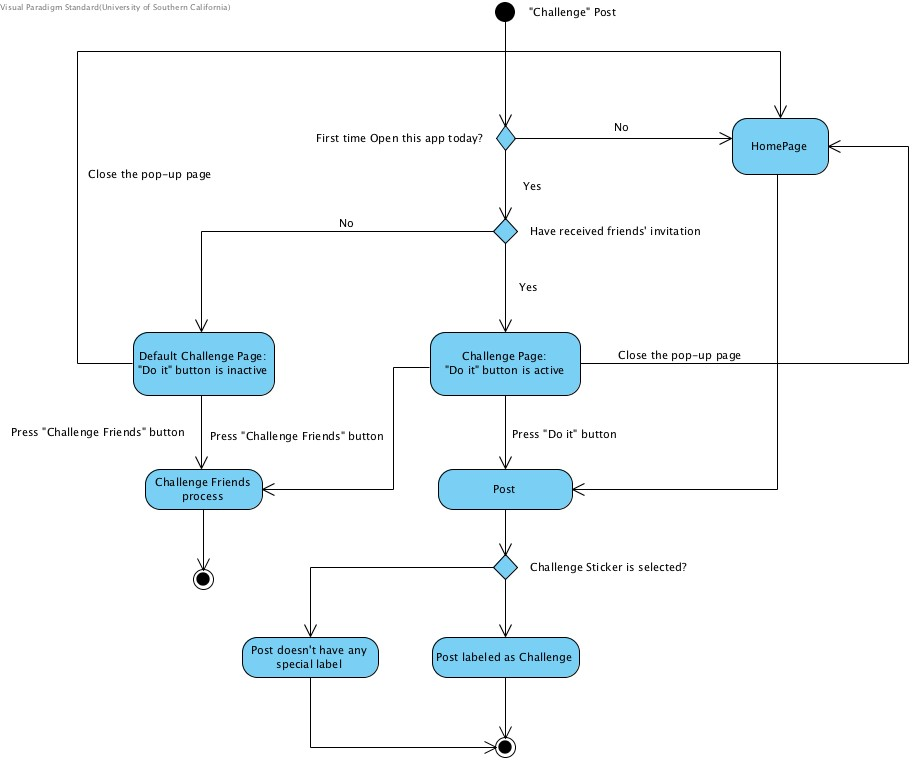 Visual Paradigm Standard(University of Southern California)
"Challenge" Post
First time Open this app today?
No
HomePage
Close the pop-up page
Yes
No
Have received friends' invitation
Yes
Default Challenge Page:
"Do it" button is inactive
Challenge Page:
"Do it" button is active
Close the pop-up page
Press "Challenge Friends" button
Press "Challenge Friends" button
Press "Do it" button
Challenge Friends
process
Post
Challenge Sticker is selected?
Post doesn't have any
special label
Post labeled as Challenge